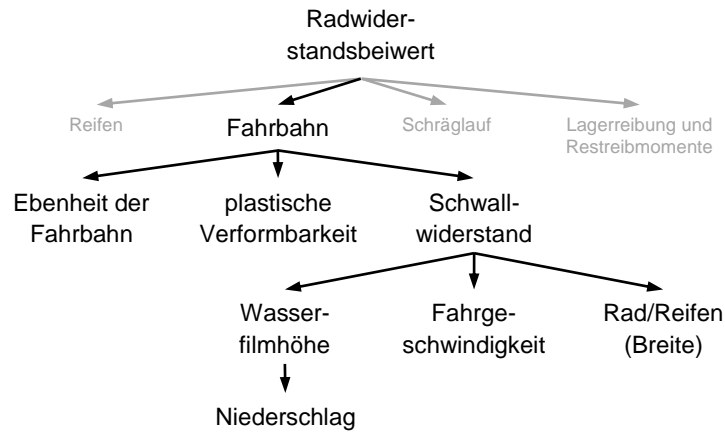 Radwider-
standsbeiwert
Reifen
Fahrbahn
Schräglauf
Lagerreibung und
Restreibmomente
Ebenheit der
Fahrbahn
plastische
Verformbarkeit
Schwall-
widerstand
Wasser-
filmhöhe
Fahrge-
schwindigkeit
Rad/Reifen
(Breite)
Niederschlag